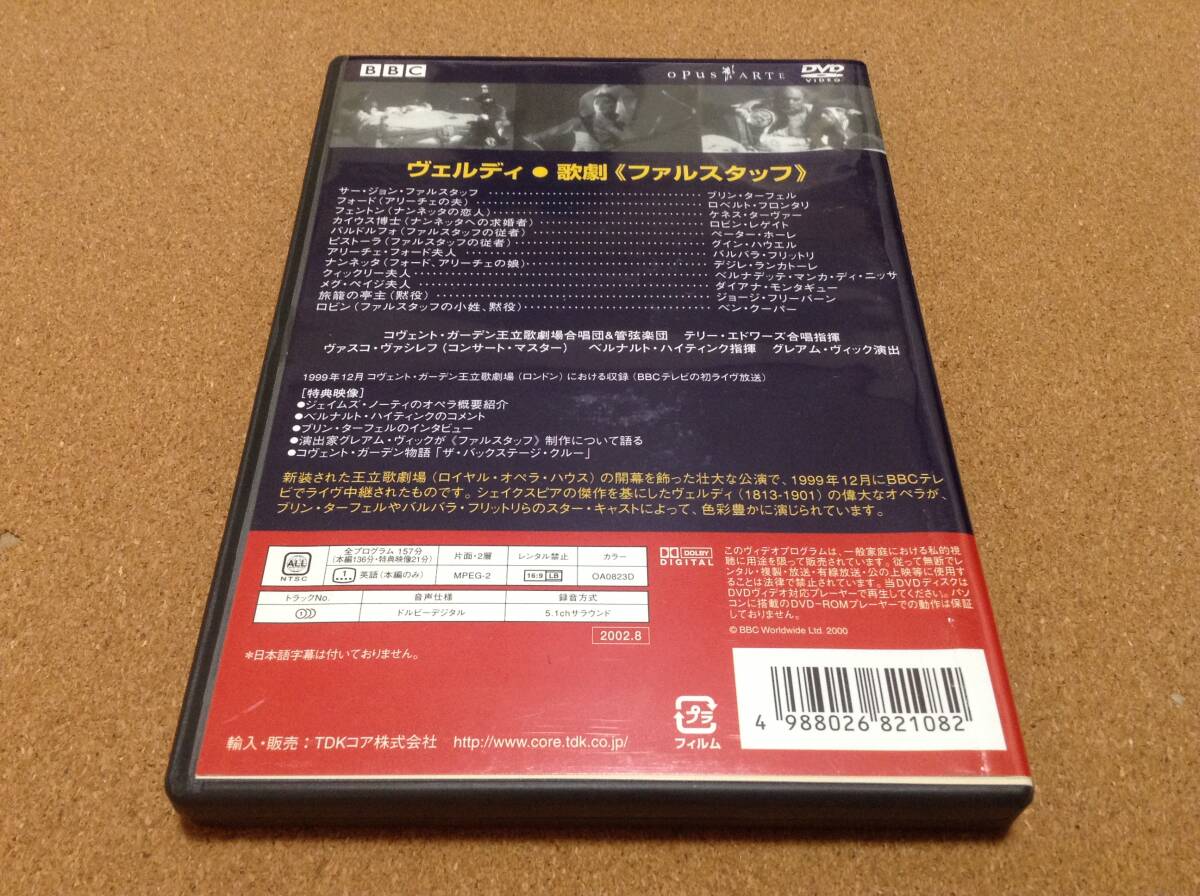 BBC
opus ARTE
DVD
VIDEO
ヴェルディ ● 歌劇《ファルスタッフ》
サー・ジョン・ファルスタッフ ブリン・ターフェル
フォード(アリーチェの夫) ロベルト・フロンタリ
フェントン(ナンネッタの恋人) ケネス・ターヴァー
カイウス博士(ナンネッタへの求婚者) ロビン・レゲイト
バルドルフォ(ファルスタッフの従者) ペーター・ホーレ
ピストーラ(ファルスタッフの従者) グイン・ハウエル
アリーチェ・フォード夫人 バルバラ・フリットリ
ナンネッタ(フォード、アリーチェの娘) デジレ・ランカトーレ
クィックリー夫人 ベルナデッテ・マンカ・ディ・ニッサ
メグ・ペイジ夫人 ダイアナ・モンタギュー
旅籠の亭主(黙役) ジョージ・フリーバーン
ロビン(ファルスタッフの小姓、黙役) ベン・クーパー
コヴェント・ガーデン王立歌劇場合唱団&管弦楽団 テリー・エドワーズ合唱指揮
ヴァスコ・ヴァシレフ(コンサート・マスター) ベルナルト・ハイティンク指揮 グレアム・ヴィック演出
1999年12月 コヴェント・ガーデン王立歌劇場(ロンドン)における収録(BBCテレビの初ライヴ放送)
[特典映像]
●ジェイムズ・ノーティのオペラ概要紹介
●ベルナルト・ハイティンクのコメント
●ブリン・ターフェルのインタビュー
●演出家グレアム・ヴィックが《ファルスタッフ》制作について語る
●コヴェント・ガーデン物語「ザ・バックステージ・クルー」
新装された王立歌劇場(ロイヤル・オペラ・ハウス)の開幕を飾った壮大な公演で、1999年12月にBBCテレ
ビでライヴ中継されたものです。シェイクスピアの傑作を基にしたヴェルディ(1813-1901)の偉大なオペラが、
ブリン・ターフェルやバルバラ・フリットリらのスター・キャストによって、色彩豊かに演じられています。
ALL
NTSC
全プログラム 157分
(本編136分・特典映像21分)
片面・2層
レンタル禁止
カラー
1 英語(本編のみ)
MPEG-2
16:9 LB
OA0823D
トラックNo.
音声仕様
録音方式
1
ドルビーデジタル
5.1chサラウンド
2002.8
*日本語字幕は付いておりません。
DOLBY
DIGITAL
このヴィデオプログラムは、一般家庭における私的視
聴に用途を限って販売されています。従って無断でレ
ンタル・複製・放送・有線放送・公の上映等に使用す
ることは法律で禁止されています。当DVDディスクは
DVDヴィデオ対応プレーヤーで再生してください。パソ
コンに搭載のDVD-ROMプレーヤーでの動作は保証
しておりません。
© BBC Worldwide Ltd. 2000
プラ
フィルム
4 988026 821082
輸入・販売:TDKコア株式会社 http://www.core.tdk.co.jp/